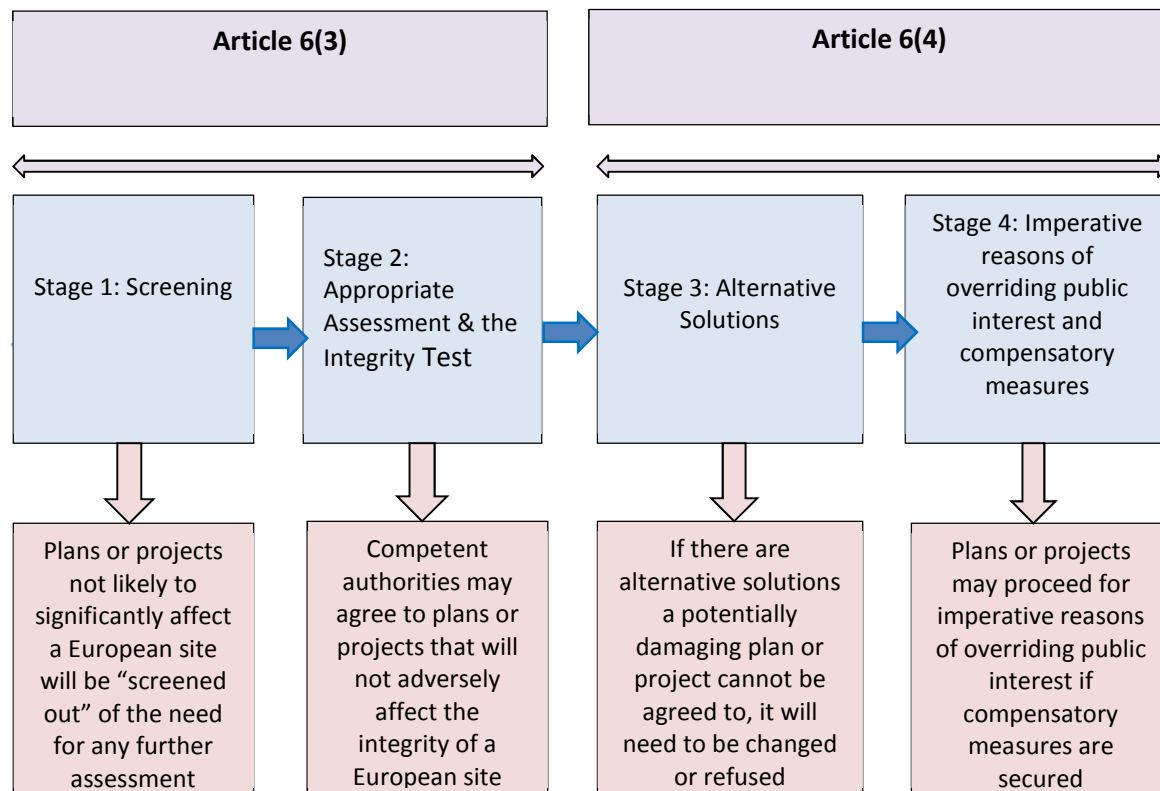 Article 6(3)
Article 6(4)
Stage 1: Screening
Stage 2:
Appropriate
Assessment & the
Integrity Test
Stage 3: Alternative
Solutions
Stage 4: Imperative
reasons of
overriding public
interest and
compensatory
measures
Plans or projects
not likely to
significantly affect
a European site
will be “screened
out” of the need
for any further
assessment
Competent
authorities may
agree to plans or
projects that will
not adversely
affect the
integrity of a
European site
If there are
alternative solutions
a potentially
damaging plan or
project cannot be
agreed to, it will
need to be changed
or refused
Plans or projects
may proceed for
imperative reasons
of overriding public
interest if
compensatory
measures are
secured